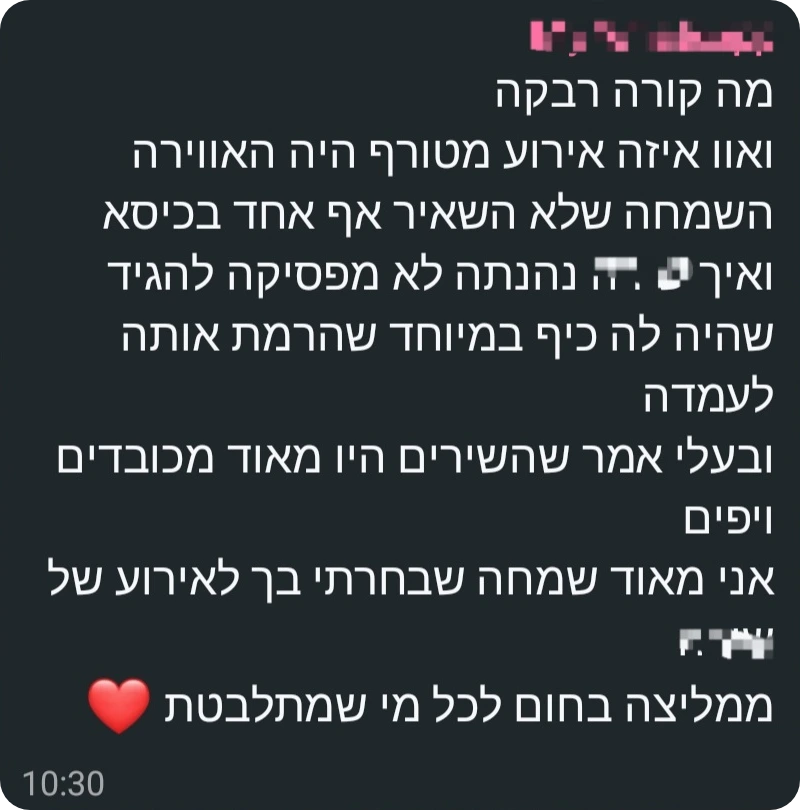 מה קורה רבקה
ואוו איזה אירוע מטורף היה האווירה
השמחה שלא השאיר אף אחד בכיסא
ואיך נהנתה לא מפסיקה להגיד
שהיה לה כיף במיוחד שהרמת אותה
לעמדה
ובעלי אמר שהשירים היו מאוד מכובדים
ויפים
אני מאוד שמחה שבחרתי בך לאירוע של
ממליצה בחום לכל מי שמתלבטת ❤️
10:30